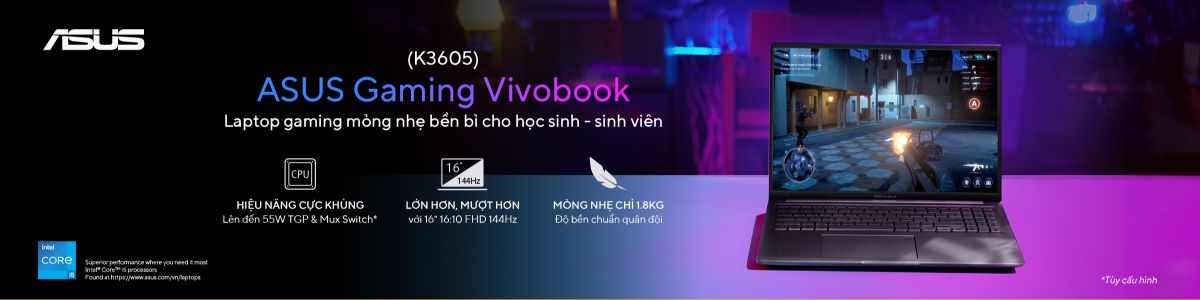 ASUS
(K3605)
ASUS Gaming Vivobook
Laptop gaming mỏng nhẹ bền bỉ cho học sinh - sinh viên
CPU
HIỆU NĂNG CỰC KHỦNG
Lên đến 55W TGP & Mux Switch*
16"
144Hz
LỚN HƠN, MƯỢT HƠN
với 16" 16:10 FHD 144Hz
MỎNG NHẸ CHỈ 1.8KG
Độ bền chuẩn quân đội
intel
CORE
i5
Superior performance where you need it most
Intel® Core™ i5 processors
Found at https://www.asus.com/vn/laptops
A
*Tùy cấu hình